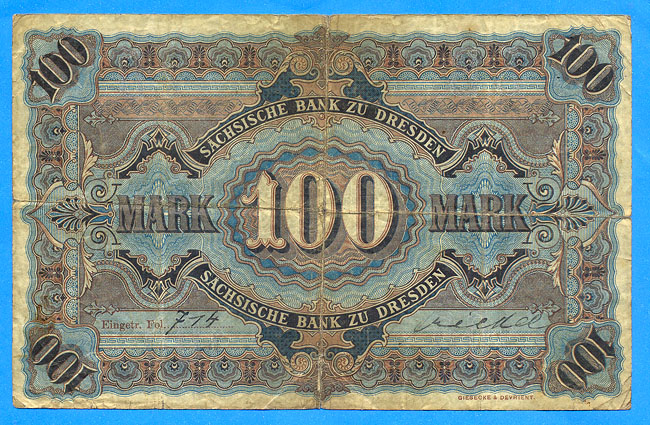 100 100
SÄCHSISCHE BANK ZU DRESDEN
MARK 100 MARK
SÄCHSISCHE BANK ZU DRESDEN
Eingetr. Fol. 714
100 100
GIESECKE & DEVRIENT.